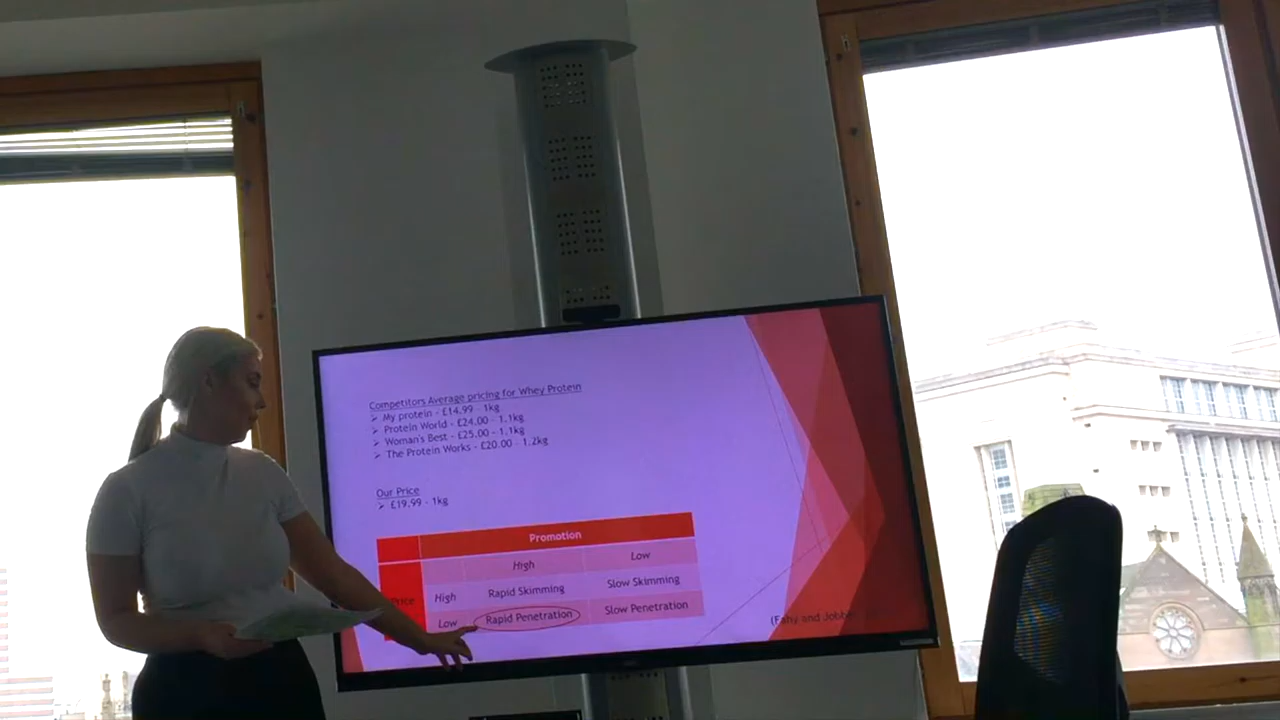 Competitors Average pricing for Whey Protein
➢ My protein - £14.99 - 1kg
➢ Protein World - £24.00 - 1.1kg
➢ Woman's Best - £25.00 - 1.1kg
➢ The Protein Works - £20.00 - 1.2kg
Our Price
➢ £19.99 - 1kg
Promotion
High Low
Price High Rapid Skimming Slow Skimming
Low Rapid Penetration Slow Penetration
(Fahy and